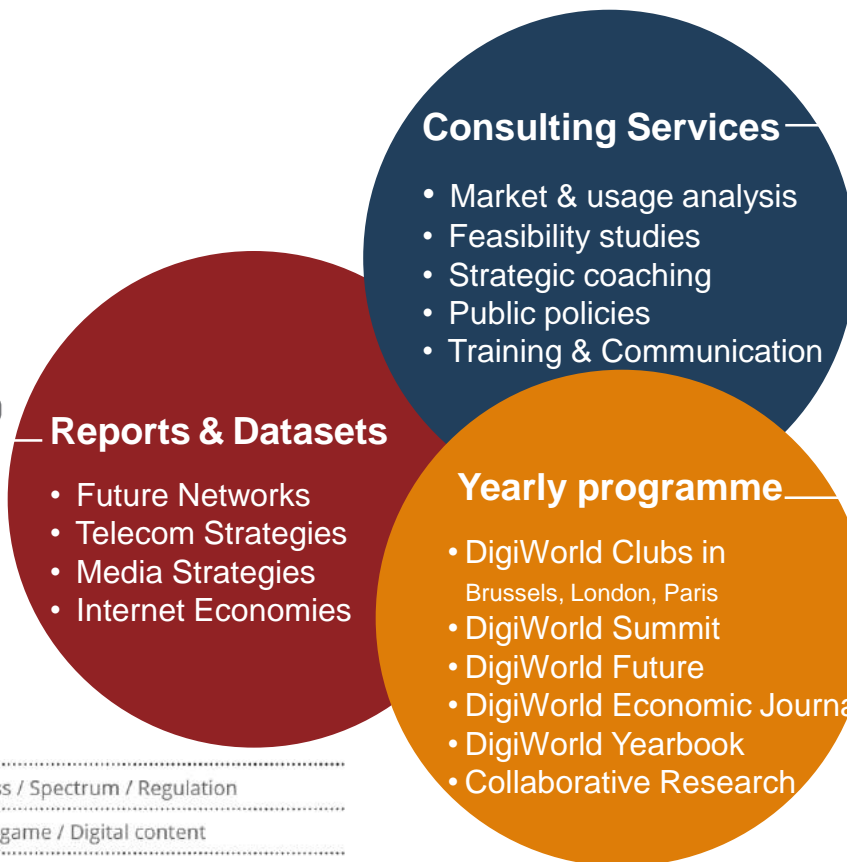 Consulting Services
• Market & usage analysis
• Feasibility studies
• Strategic coaching
• Public policies
• Training & Communication
Reports & Datasets
• Future Networks
• Telecom Strategies
• Media Strategies
• Internet Economies
Yearly programme
• DigiWorld Clubs in
Brussels, London, Paris
• DigiWorld Summit
• DigiWorld Future
• DigiWorld Economic Journa
• DigiWorld Yearbook
• Collaborative Research
/ Spectrum / Regulation
game / Digital content